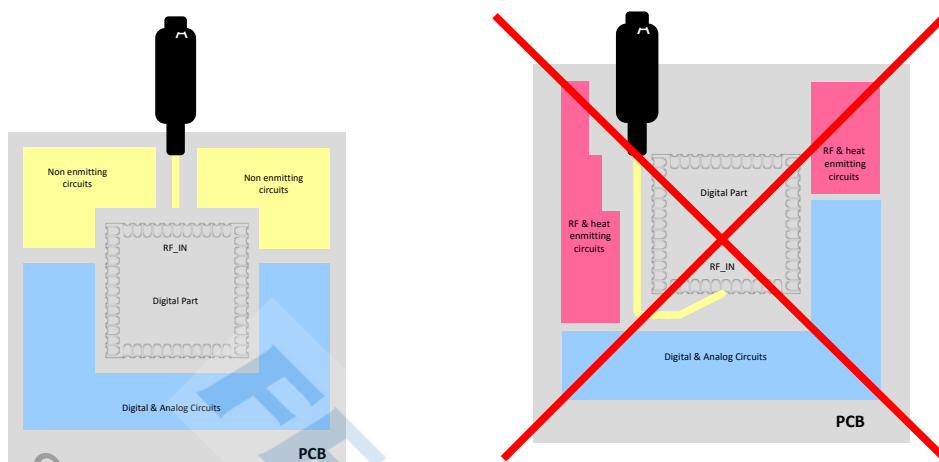 Non enmitting
circuits
Non enmitting
circuits
RF_IN
Digital Part
Digital & Analog Circuits
PCB
RF & heat
enmitting
circuits
Digital Part
RF & heat
enmitting
circuits
RF_IN
Digital & Analog Circuits
PCB